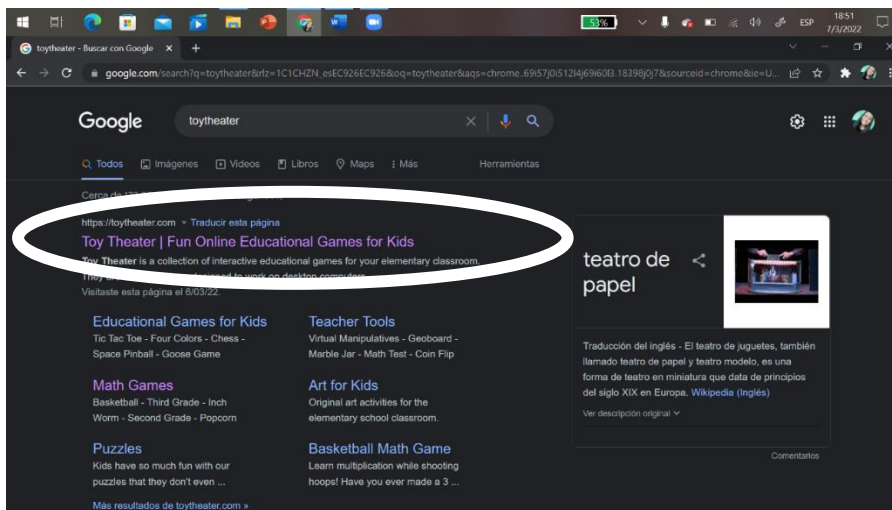 53%
ESP
18:51
7/3/2022
toytheater - Buscar con Google
google.com/search?q=toytheater&rlz=1C1CHZN_esEC926EC926&oq=toytheater&aqs=chrome..69i57j0i512l4j69i60l3.18398j0j7&sourceid=chrome&ie=U...
Google
toytheater
Todos
Imágenes
Videos
Libros
Maps
Más
Herramientas
Cerca de
https://toytheater.com
Traducir esta página
Toy Theater | Fun Online Educational Games for Kids
Toy Theater is a collection of interactive educational games for your elementary classroom.
designed to work on desktop computers
Visitaste esta página el 6/03/22.
Educational Games for Kids
Tic Tac Toe - Four Colors - Chess -
Space Pinball - Goose Game
Teacher Tools
Virtual Manipulatives - Geoboard -
Marble Jar - Math Test - Coin Flip
Math Games
Basketball - Third Grade - Inch
Worm - Second Grade - Popcorn
Art for Kids
Original art activities for the
elementary school classroom.
Puzzles
Kids have so much fun with our
puzzles that they don't even ...
Basketball Math Game
Learn multiplication while shooting
hoops! Have you ever made a 3 ...
Más resultados de toytheater.com »
teatro de
papel
Traducción del inglés - El teatro de juguetes, también
llamado teatro de papel y teatro modelo, es una
forma de teatro en miniatura que data de principios
del siglo XIX en Europa. Wikipedia (Inglés)
Ver descripción original
Comentarios